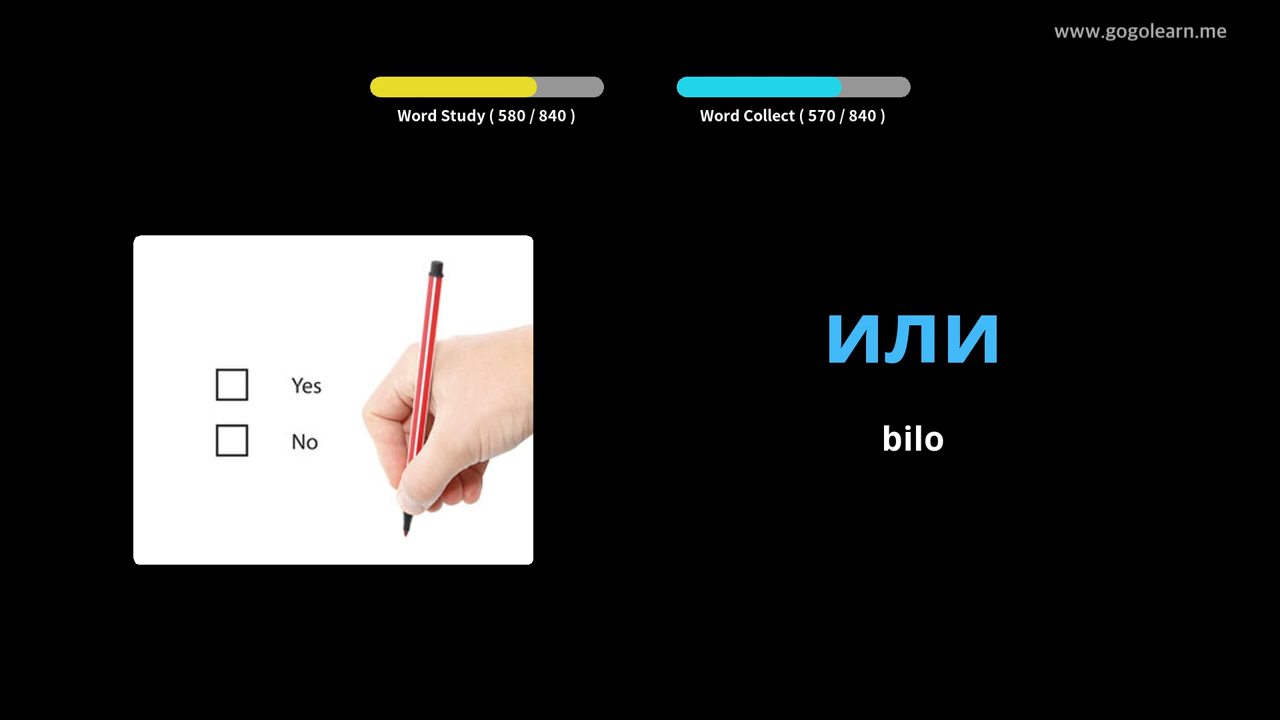 www.gogolearn.me
Word Study ( 580 / 840 )
Word Collect ( 570 / 840 )
Yes
No
или
bilo